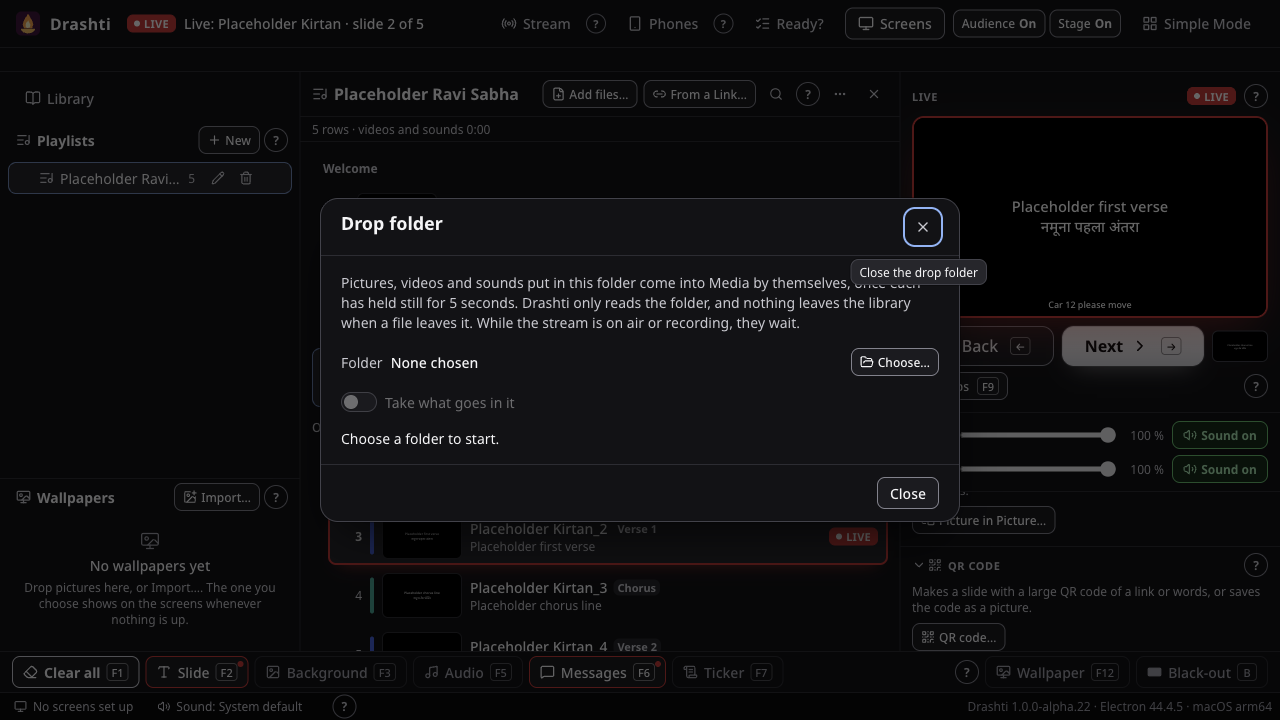 Drashti
LIVE
Live: Placeholder Kirtan · slide 2 of 5
Stream
?
Phones
?
Ready?
Screens
Audience On
Stage On
Simple Mode
Library
Playlists
New
?
Placeholder Ravi...
5
Placeholder Ravi Sabha
Add files...
From a Link...
?
5 rows · videos and sounds 0:00
Welcome
LIVE
LIVE
?
Placeholder first verse
नमूना पहला अंतरा
Car 12 please move
Back
Next
F9
?
100 %
Sound on
100 %
Sound on
Picture in Picture...
QR CODE
?
Makes a slide with a large QR code of a link or words, or saves
the code as a picture.
QR code...
Drop folder
Close the drop folder
Pictures, videos and sounds put in this folder come into Media by themselves, once each
has held still for 5 seconds. Drashti only reads the folder, and nothing leaves the library
when a file leaves it. While the stream is on air or recording, they wait.
Folder None chosen
Choose...
Take what goes in it
Choose a folder to start.
Close
3
Placeholder Kirtan_2
Verse 1
Placeholder first verse
LIVE
4
Placeholder Kirtan_3
Chorus
Placeholder chorus line
Placeholder Kirtan_4
Verse 2
Wallpapers
Import...
?
No wallpapers yet
Drop pictures here, or Import.... The one you
choose shows on the screens whenever
nothing is up.
Clear all F1
Slide F2
Background F3
Audio F5
Messages F6
Ticker F7
?
Wallpaper F12
Black-out B
No screens set up
Sound: System default
?
Drashti 1.0.0-alpha.22 · Electron 44.4.5 · macOS arm64